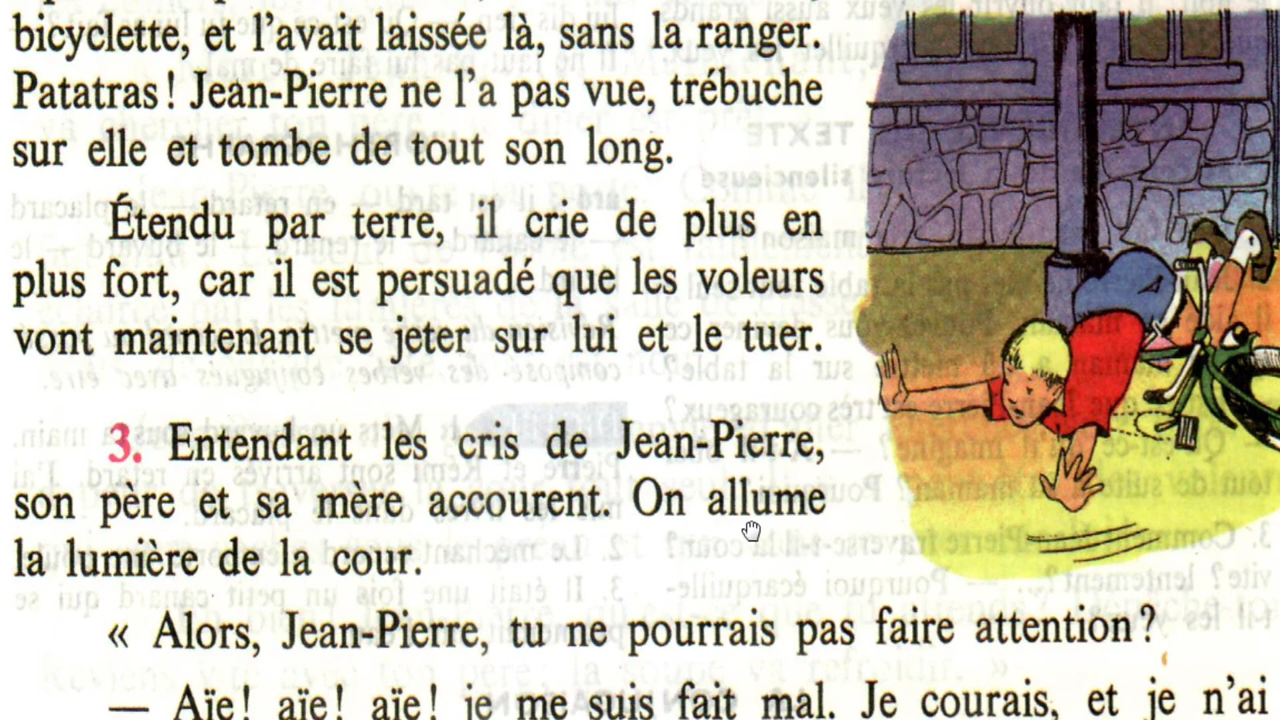 bicyclette, et l'avait laissée là, sans la ranger.
Patatras ! Jean-Pierre ne l'a pas vue, trébuche
sur elle et tombe de tout son long.
Étendu par terre, il crie de plus en
plus fort, car il est persuadé que les voleurs
vont maintenant se jeter sur lui et le tuer.
3. Entendant les cris de Jean-Pierre,
son père et sa mère accourent. On allume
la lumière de la cour.
« Alors, Jean-Pierre, tu ne pourrais pas faire attention ?
— Aïe ! aïe ! aïe ! je me suis fait mal. Je courais, et je n'ai